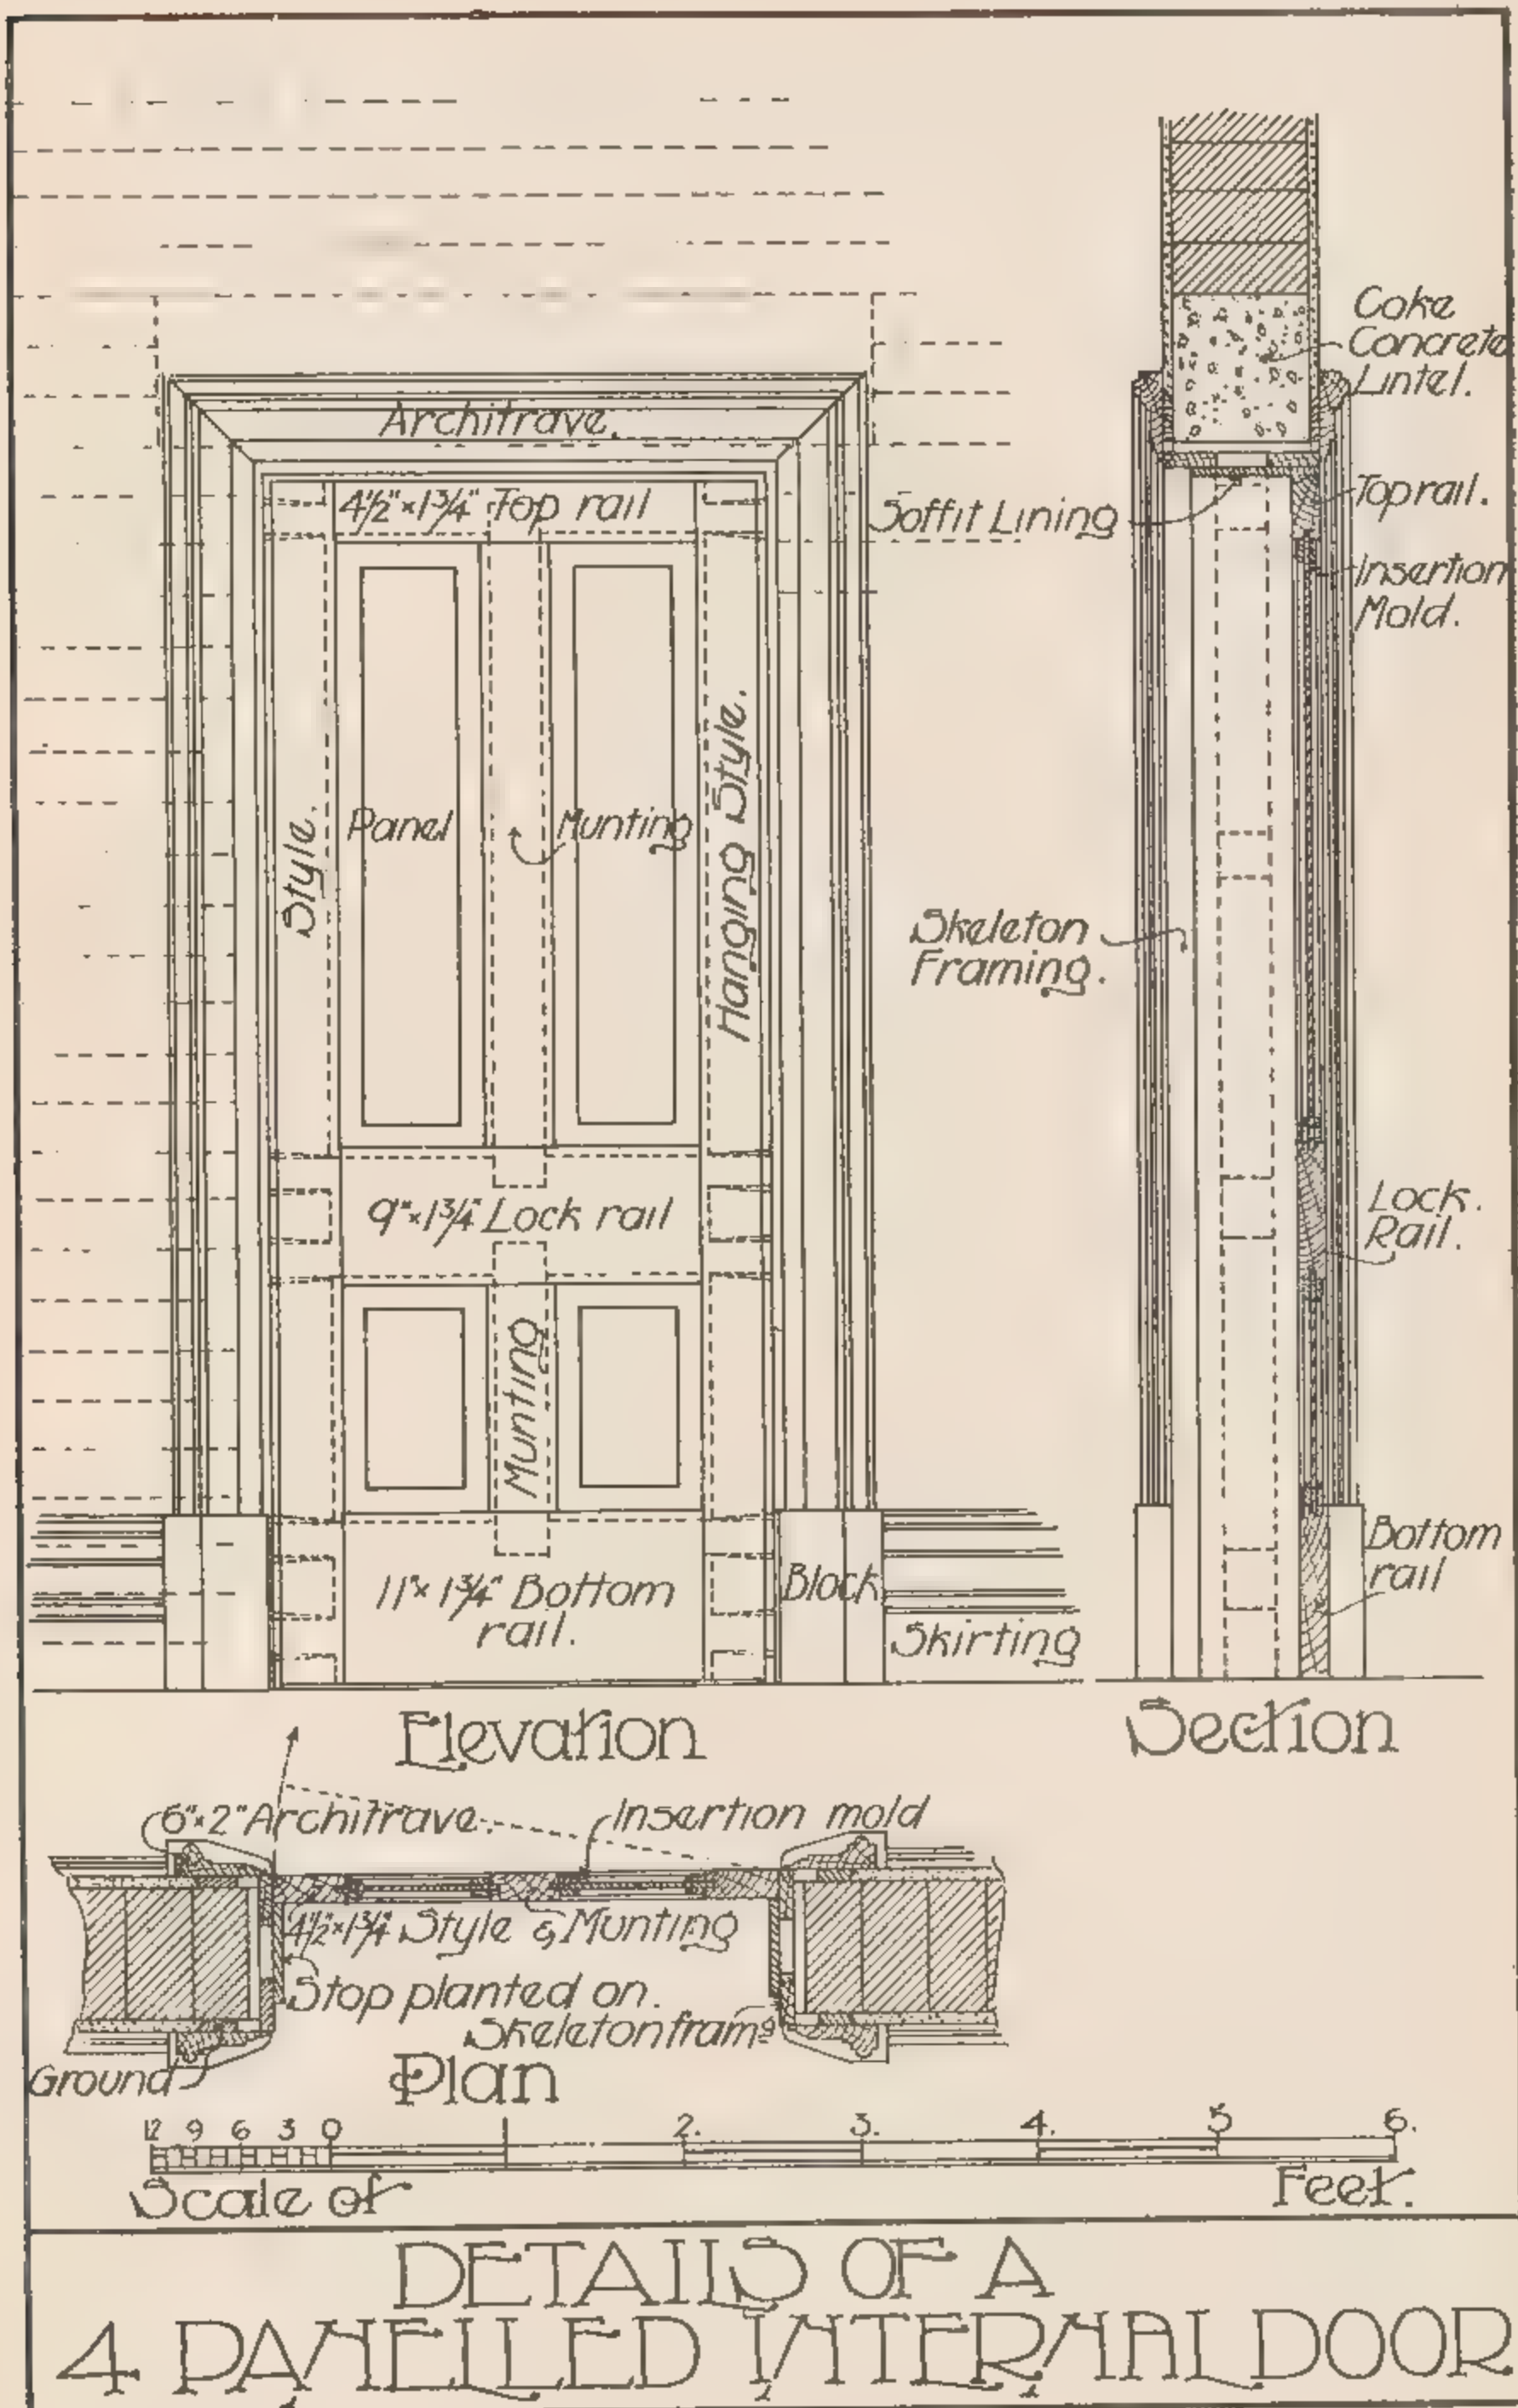 Architrave.
4½"×1¾" Top rail
Style.
Panel
Munting
Hanging Style.
9"×1¾" Lock rail
Munting
11"×1¾" Bottom
rail.
Block
Skirting
Elevation
Coke
Concrete
Lintel.
Soffit Lining
Top rail.
Insertion
Mold.
Skeleton
Framing.
Lock.
Rail.
Bottom
rail
Section
6"×2" Architrave.
Insertion mold
4½"×1¾" Style & Munting
Stop planted on.
Skeleton framg
Ground
Plan
12 9 6 3 0 1 2. 3. 4. 5 6.
Scale of Feet.
DETAILS OF A
4 PANELLED INTERNAL DOOR